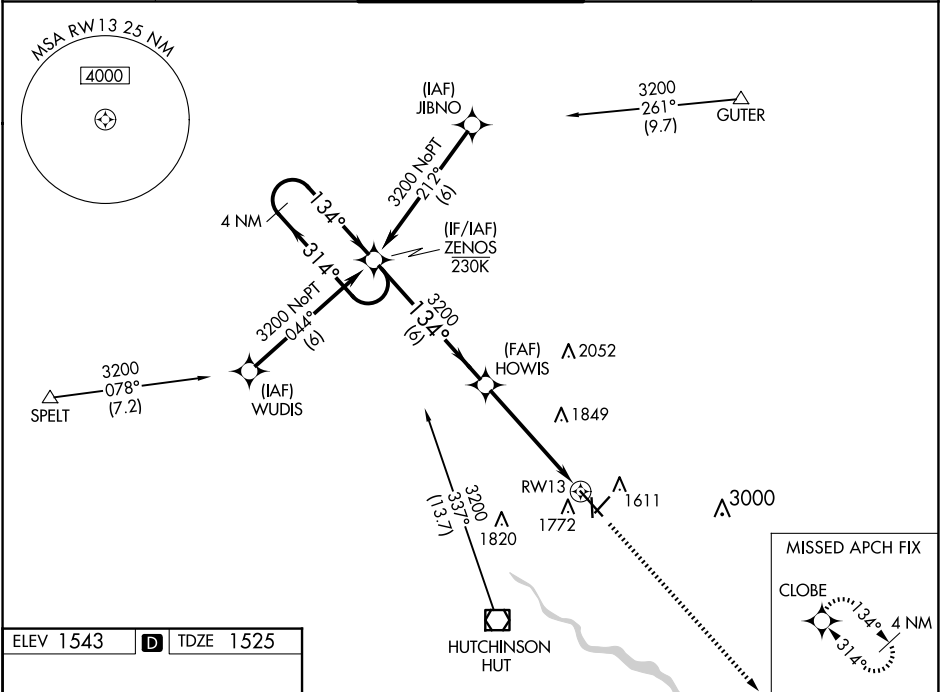 MSA RW13 25 NM
4000
(IAF)
JIBNO
3200
261°
(9.7)
GUTER
3200 NoPT
212°
(6)
4 NM
134°
314°
(IF/IAF)
ZENOS
230K
3200 NoPT
044°
(6)
3200
134°
(6)
3200
078°
(7.2)
SPELT
(IAF)
WUDIS
(FAF)
HOWIS
2052
1849
RW13
1611
1772
3000
3200
337°
(13.7)
1820
HUTCHINSON
HUT
MISSED APCH FIX
CLOBE
134°
4 NM
314°
ELEV 1543 D TDZE 1525